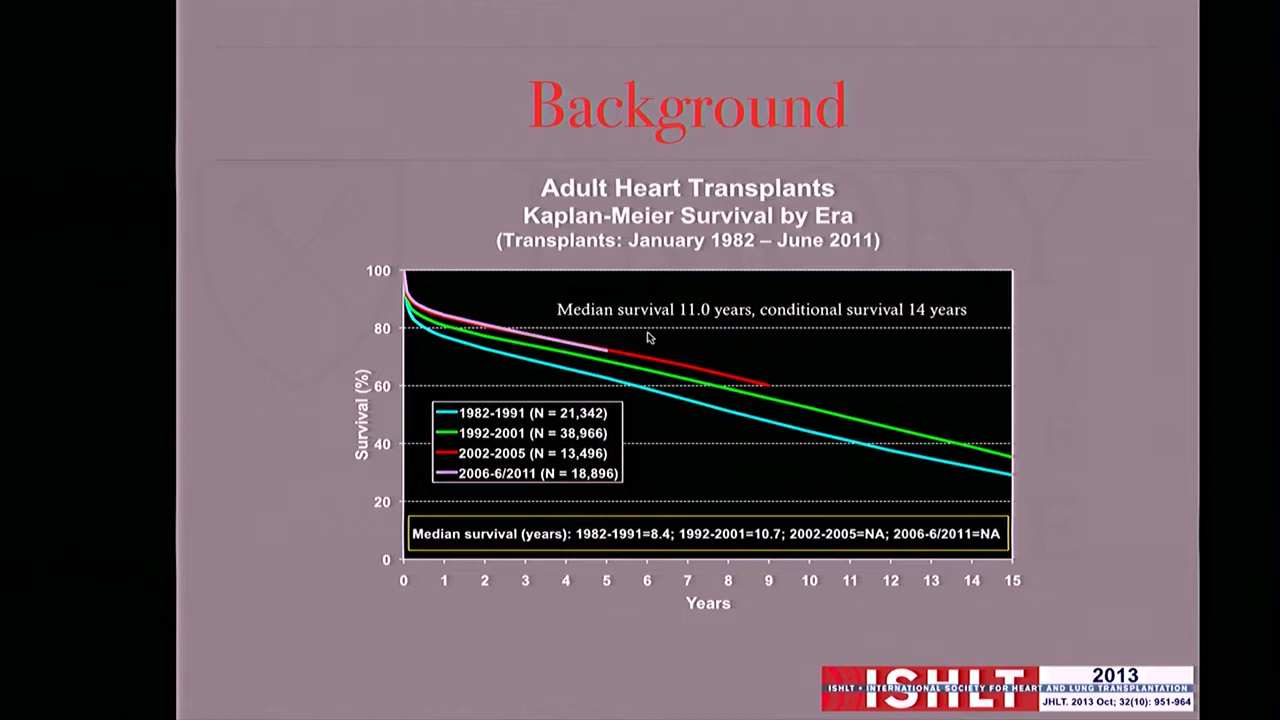 Background
Adult Heart Transplants
Kaplan-Meier Survival by Era
(Transplants: January 1982 – June 2011)
Median survival 11.0 years, conditional survival 14 years
Survival (%)
100
80
60
40
20
0
1982-1991 (N = 21,342)
1992-2001 (N = 38,966)
2002-2005 (N = 13,496)
2006-6/2011 (N = 18,896)
Median survival (years): 1982-1991=8.4; 1992-2001=10.7; 2002-2005=NA; 2006-6/2011=NA
0 1 2 3 4 5 6 7 8 9 10 11 12 13 14 15
Years
ISHLT 2013
ISHLT • INTERNATIONAL SOCIETY FOR HEART AND LUNG TRANSPLANTATION
JHLT. 2013 Oct; 32(10): 951-964